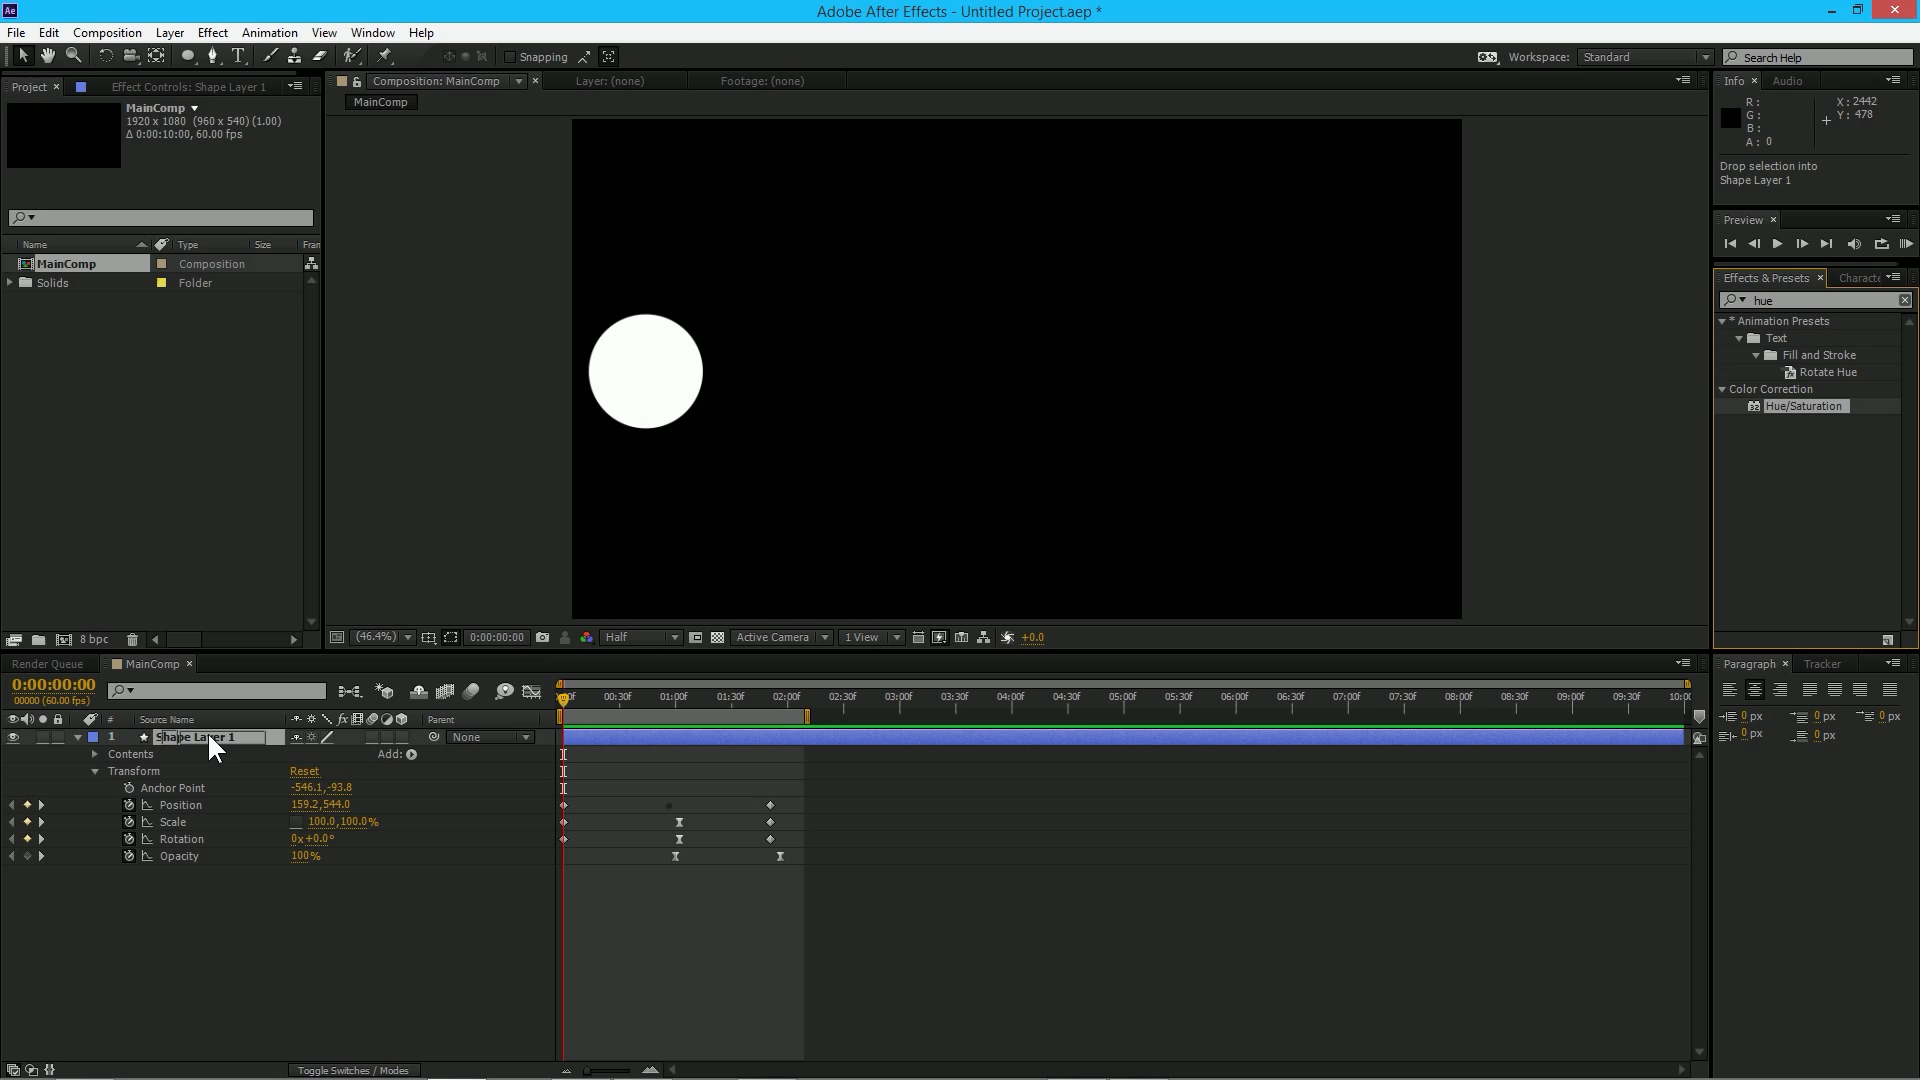 Ae
Adobe After Effects - Untitled Project.aep *
File Edit Composition Layer Effect Animation View Window Help
Snapping
Workspace: Standard
Search Help
Project Effect Controls: Shape Layer 1
MainComp
1920 x 1080 (960 x 540) (1.00)
Δ 0:00:10:00, 60.00 fps
Name Type Size Fran
MainComp Composition
Solids Folder
8 bpc
Composition: MainComp Layer: (none) Footage: (none)
MainComp
(46.4%) 0:00:00:00 Half Active Camera 1 View +0.0
Info Audio
R: X: 2442
G: Y: 478
B:
A: 0
Drop selection into
Shape Layer 1
Preview
Effects & Presets Characte
hue
* Animation Presets
Text
Fill and Stroke
Rotate Hue
Color Correction
32 Hue/Saturation
Render Queue MainComp
0:00:00:00
00000 (60.00 fps)
# Source Name fx Parent
00:30f 01:00f 01:30f 02:00f 02:30f 03:00f 03:30f 04:00f 04:30f 05:00f 05:30f 06:00f 06:30f 07:00f 07:30f 08:00f 08:30f 09:00f 09:30f 10:00
1 Shape Layer 1 None
Contents Add:
Transform Reset
Anchor Point -546.1,-93.8
Position 159.2,544.0
Scale 100.0,100.0%
Rotation 0x+0.0°
Opacity 100%
Toggle Switches / Modes
Paragraph Tracker
0 px 0 px 0 px
0 px 0 px